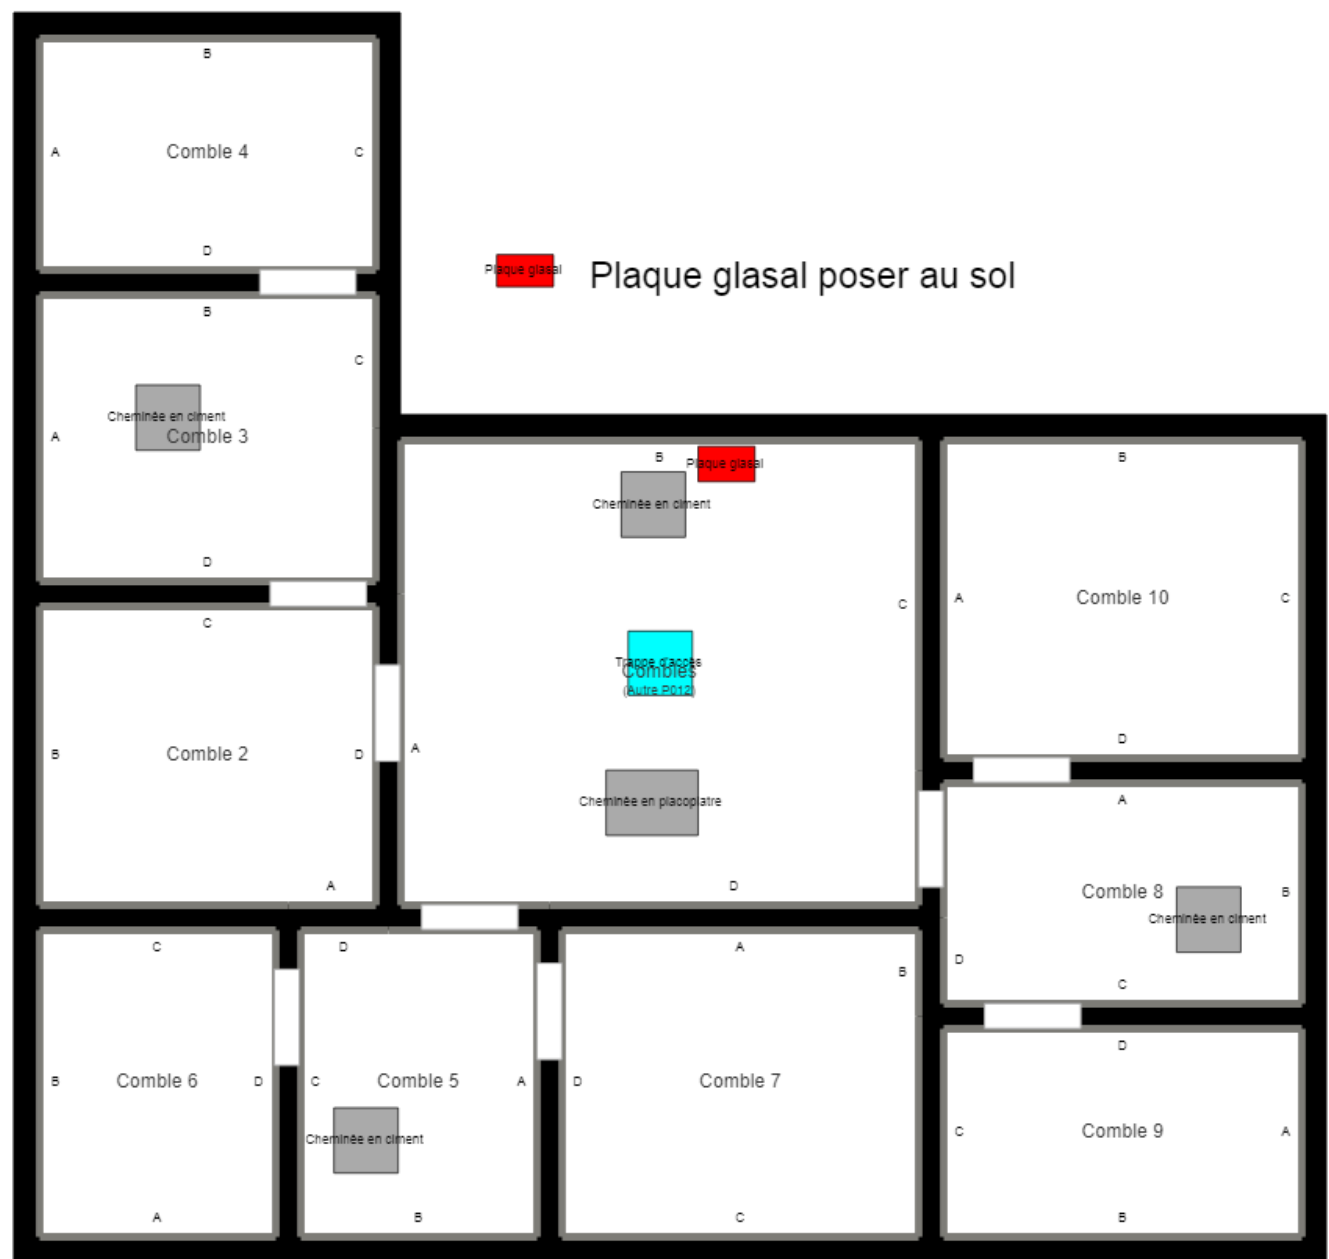 B
A
Comble 4
C
D
Plaque glasal
Plaque glasal poser au sol
B
C
Cheminée en ciment
A
Comble 3
D
B
Plaque glasal
Cheminée en ciment
C
Trappe d'accès
Combles
(Autre P012)
A
Cheminée en placoplatre
D
B
A
Comble 10
C
D
C
B
Comble 2
D
A
A
Comble 8
B
Cheminée en ciment
D
C
C
B
Comble 6
D
A
D
C
Comble 5
A
Cheminée en ciment
B
A
B
D
Comble 7
C
D
C
Comble 9
A
B